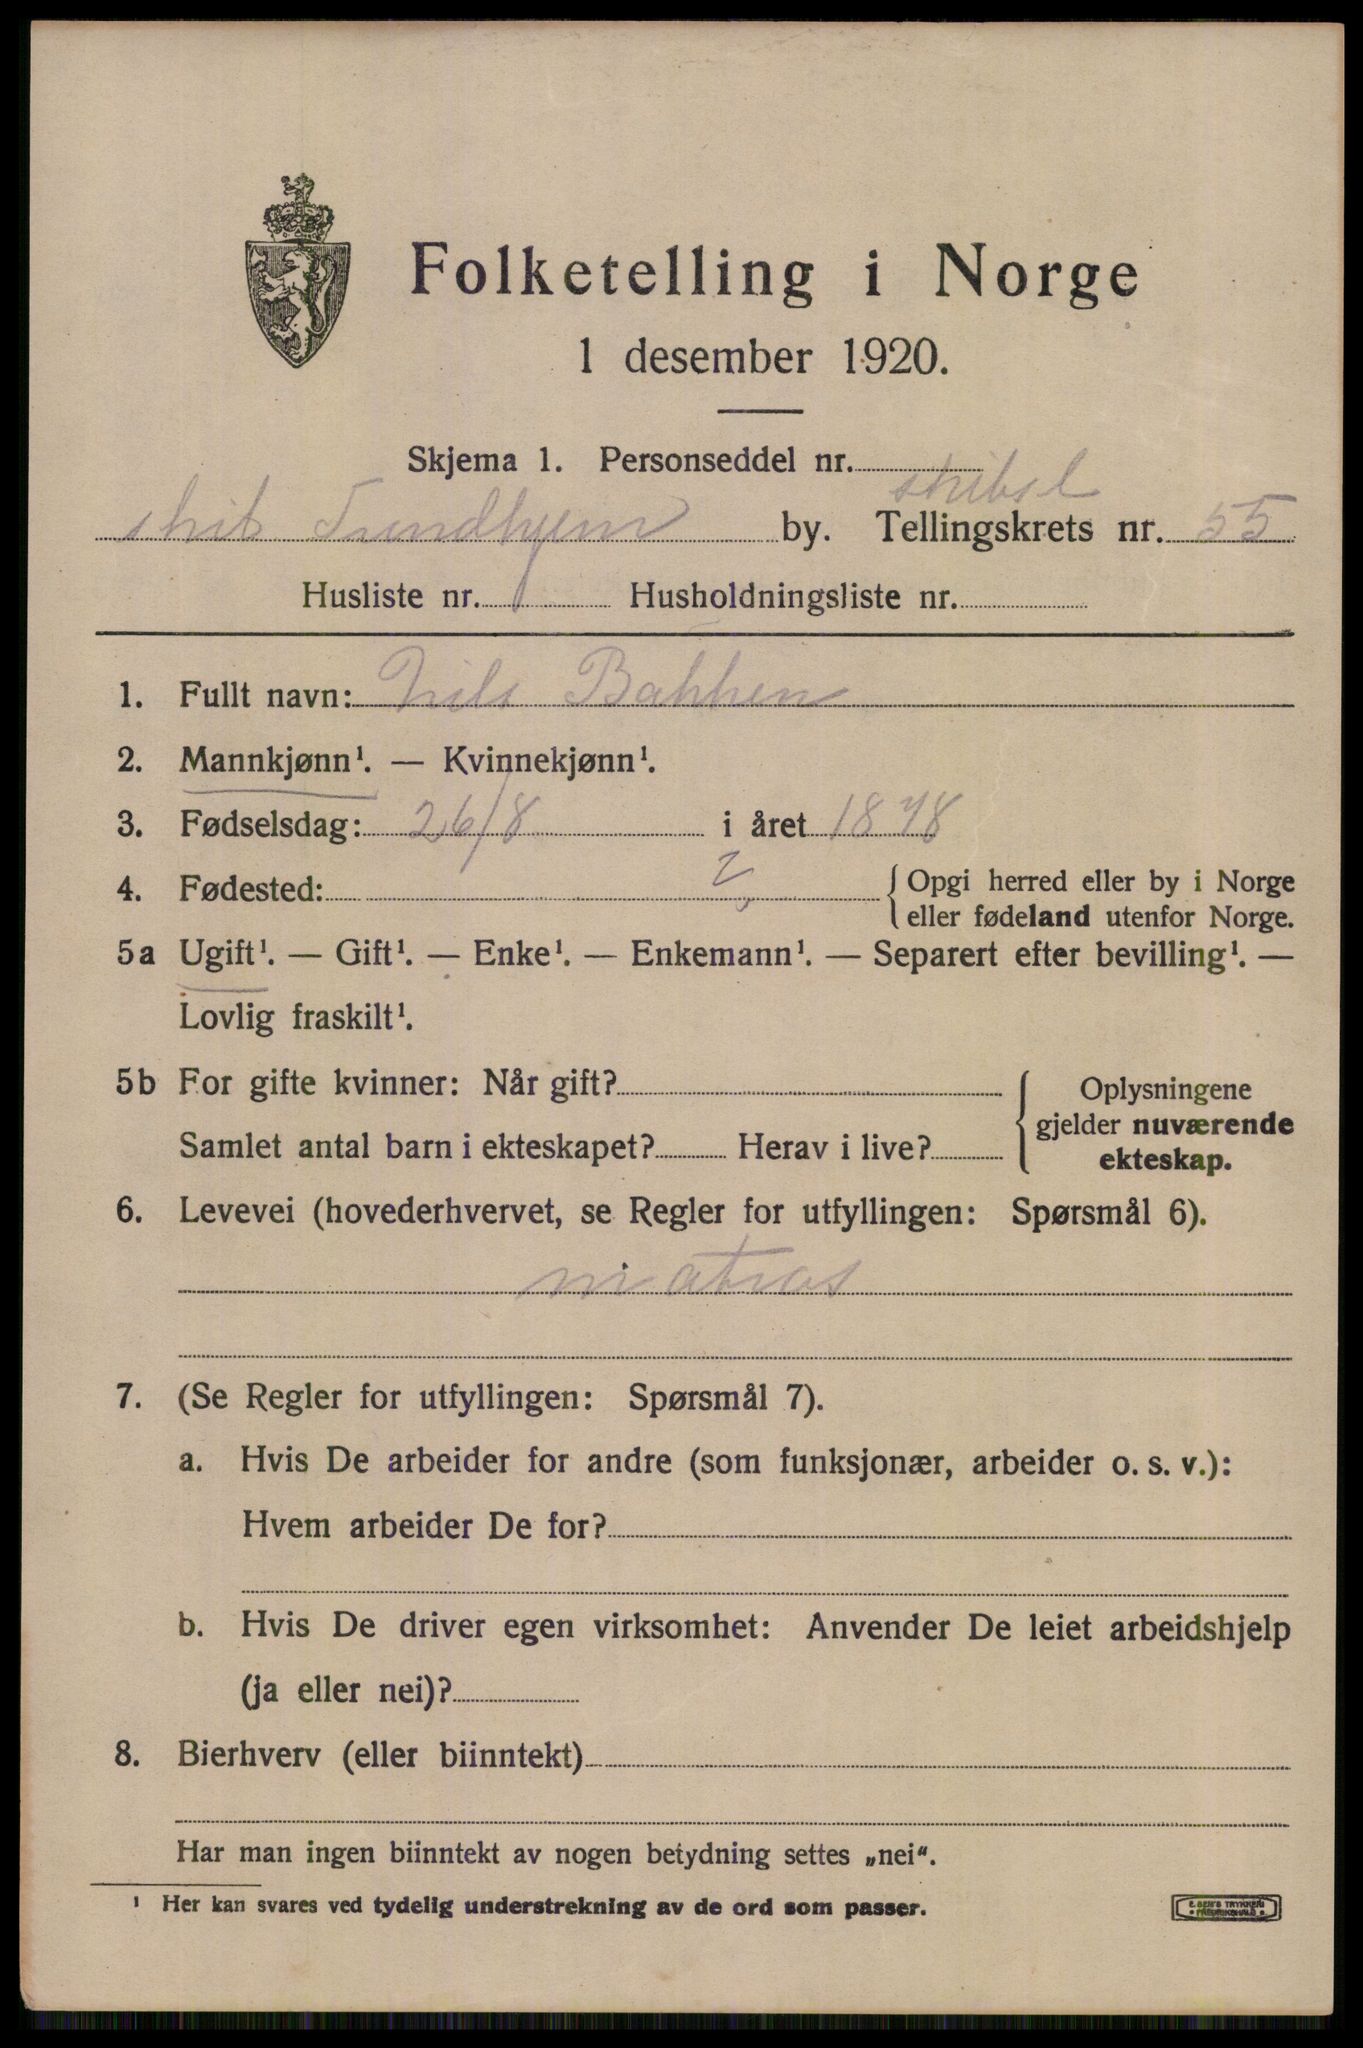 Folketelling i Norge
1 desember 1920.
Skjema 1. Personseddel nr.
skibsl
Trondhjem by. Tellingskrets nr. 55
Husliste nr. Husholdningsliste nr.
1. Fullt navn: Nils Bakken
2. Mannkjønn¹. — Kvinnekjønn¹.
3. Fødselsdag: 26/8 i året 1878
4. Fødested: ? { Opgi herred eller by i Norge
eller fødeland utenfor Norge.
5a Ugift¹. — Gift¹. — Enke¹. — Enkemann¹. — Separert efter bevilling¹. —
Lovlig fraskilt¹.
5b For gifte kvinner: Når gift? Oplysningene
gjelder nuværende
Samlet antal barn i ekteskapet? Herav i live? ekteskap.
6. Levevei (hovederhvervet, se Regler for utfyllingen: Spørsmål 6).
matros
7. (Se Regler for utfyllingen: Spørsmål 7).
a. Hvis De arbeider for andre (som funksjonær, arbeider o. s. v.):
Hvem arbeider De for?
b. Hvis De driver egen virksomhet: Anvender De leiet arbeidshjelp
(ja eller nei)?
8. Bierhverv (eller biinntekt)
Har man ingen biinntekt av nogen betydning settes „nei".
¹ Her kan svares ved tydelig understrekning av de ord som passer.